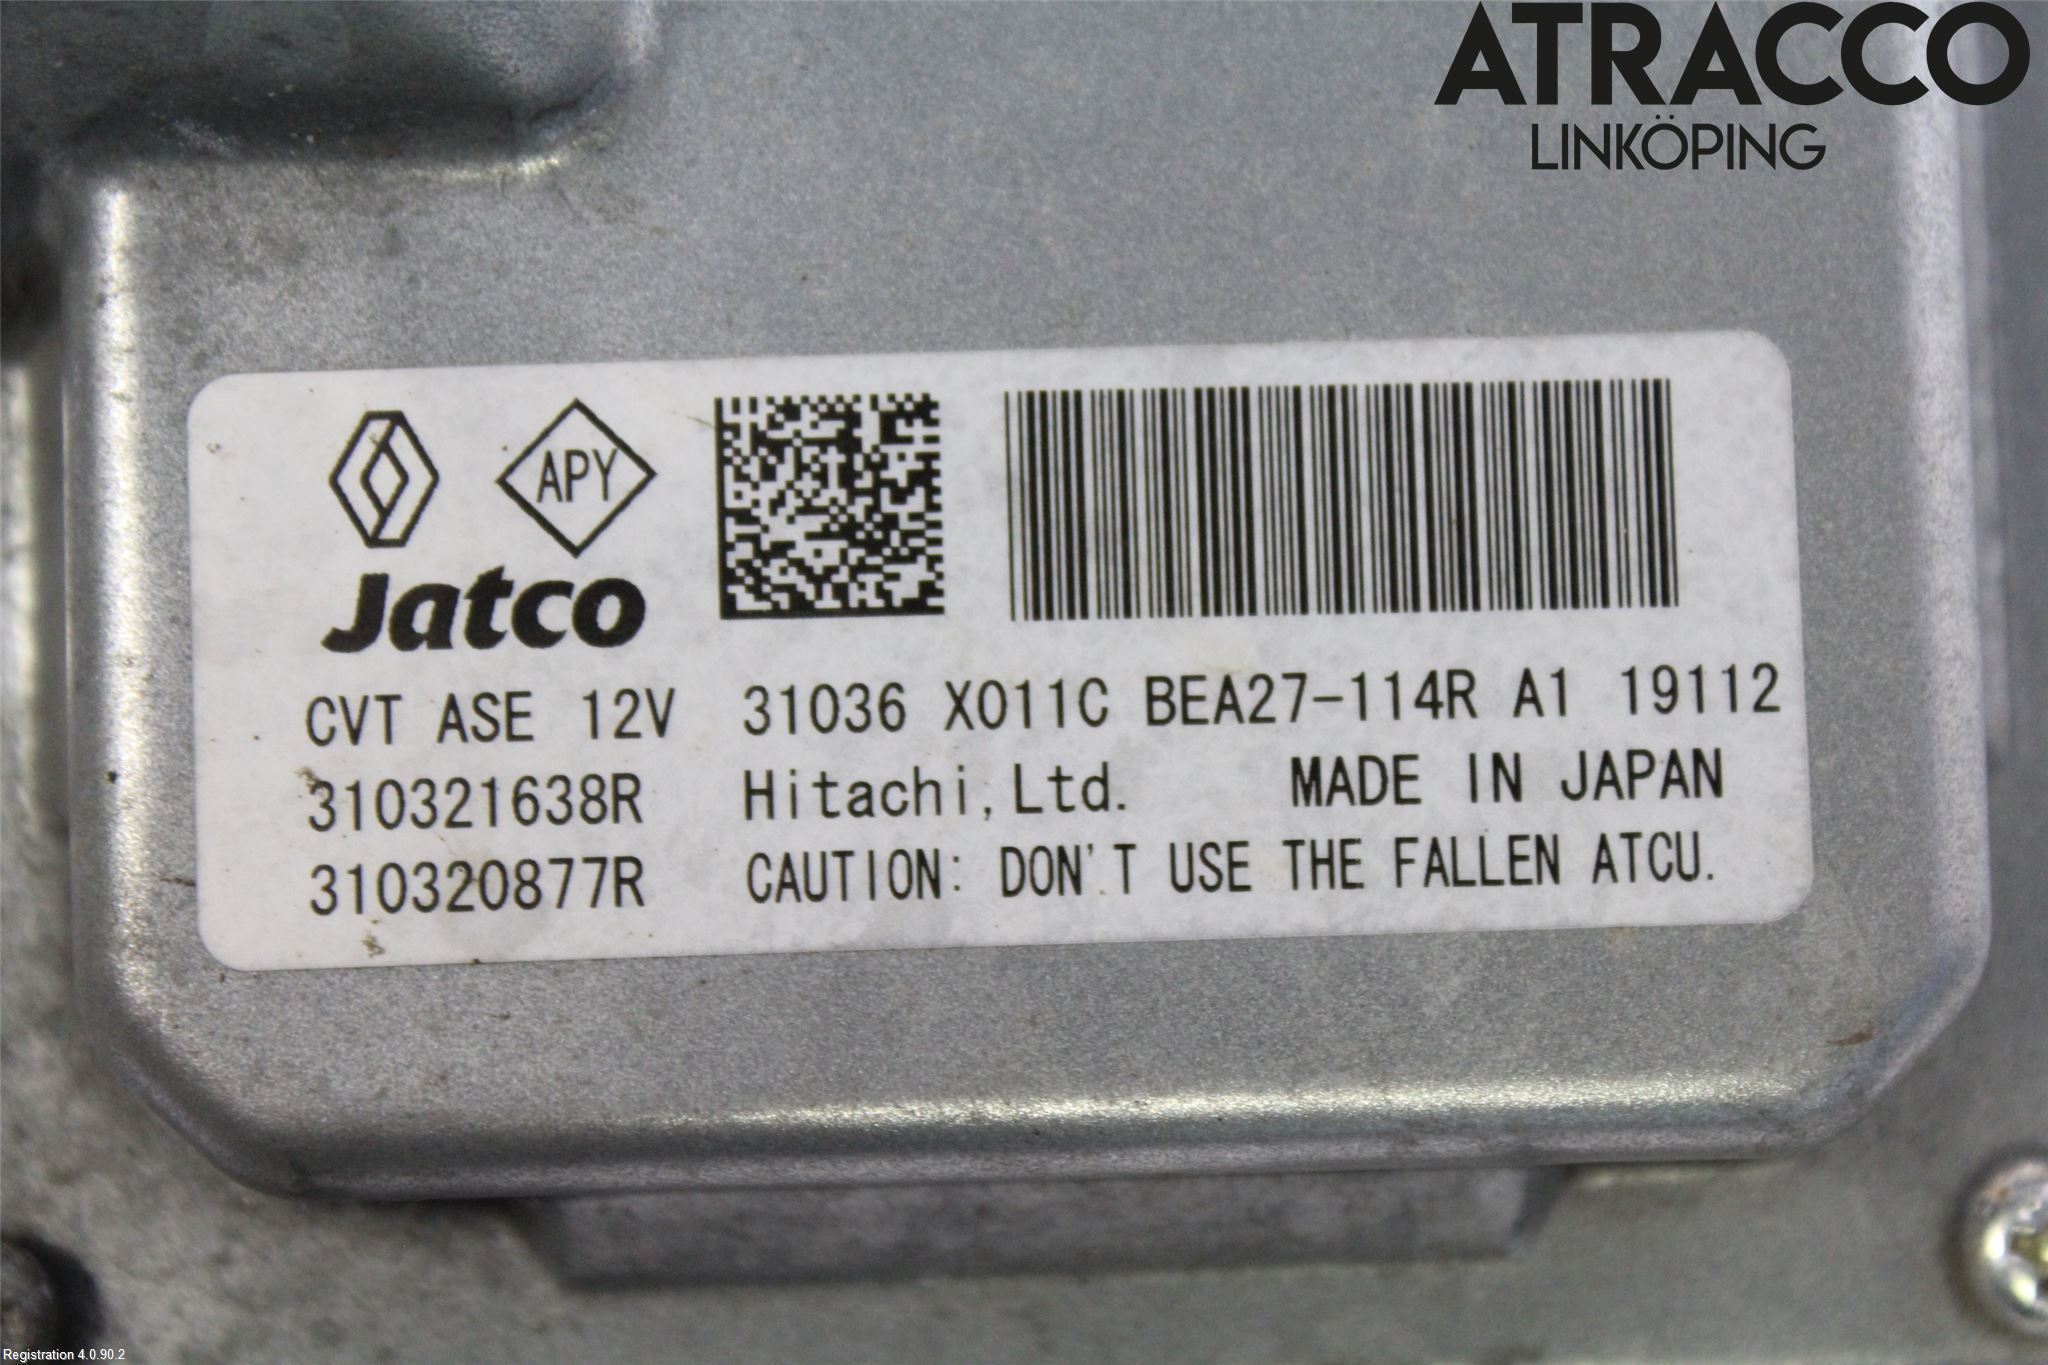 ATRACCO
LINKÖPING
APY
Jatco
CVT ASE 12V 31036 X011C BEA27-114R A1 19112
310321638R Hitachi, Ltd. MADE IN JAPAN
310320877R CAUTION: DON'T USE THE FALLEN ATCU.
Registration 4.0.90.2